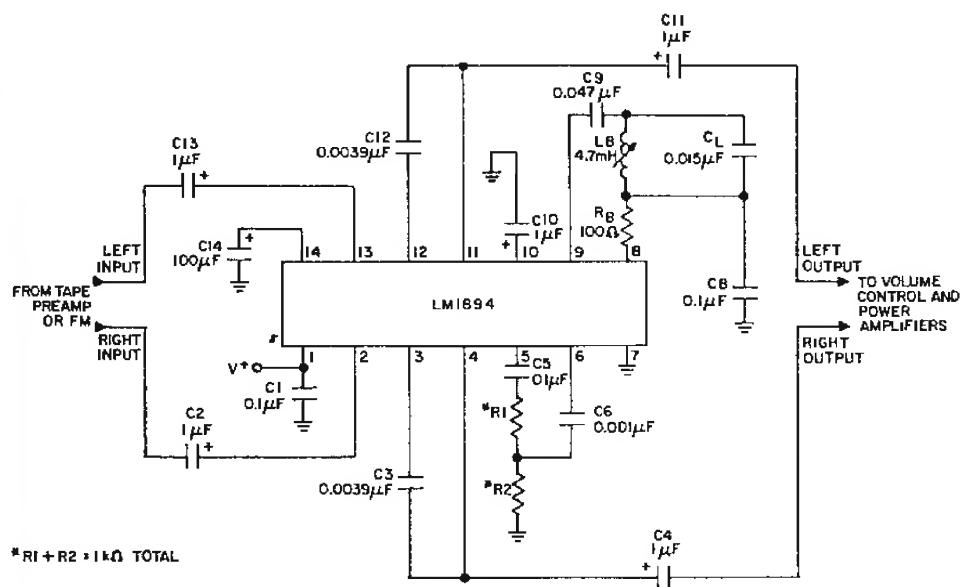 C11
1µF
+
C9
0.047µF
C12
0.0039µF
LB
4.7mH
CL
0.015µF
C13
1µF
+
C10
1µF
+
RB
100Ω
C14
100µF
+
14 13 12 11 10 9 8
LEFT
INPUT
LEFT
OUTPUT
FROM TAPE
PREAMP
OR FM
LM1894
C8
0.1µF
TO VOLUME
CONTROL AND
POWER
AMPLIFIERS
RIGHT
INPUT
RIGHT
OUTPUT
1 2 3 4 5 6 7
V+
C1
0.1µF
C5
01µF
*R1
C6
0.001µF
C2
1µF
+
C3
0.0039µF
*R2
C4
1µF
+
*R1+R2=1kΩ TOTAL